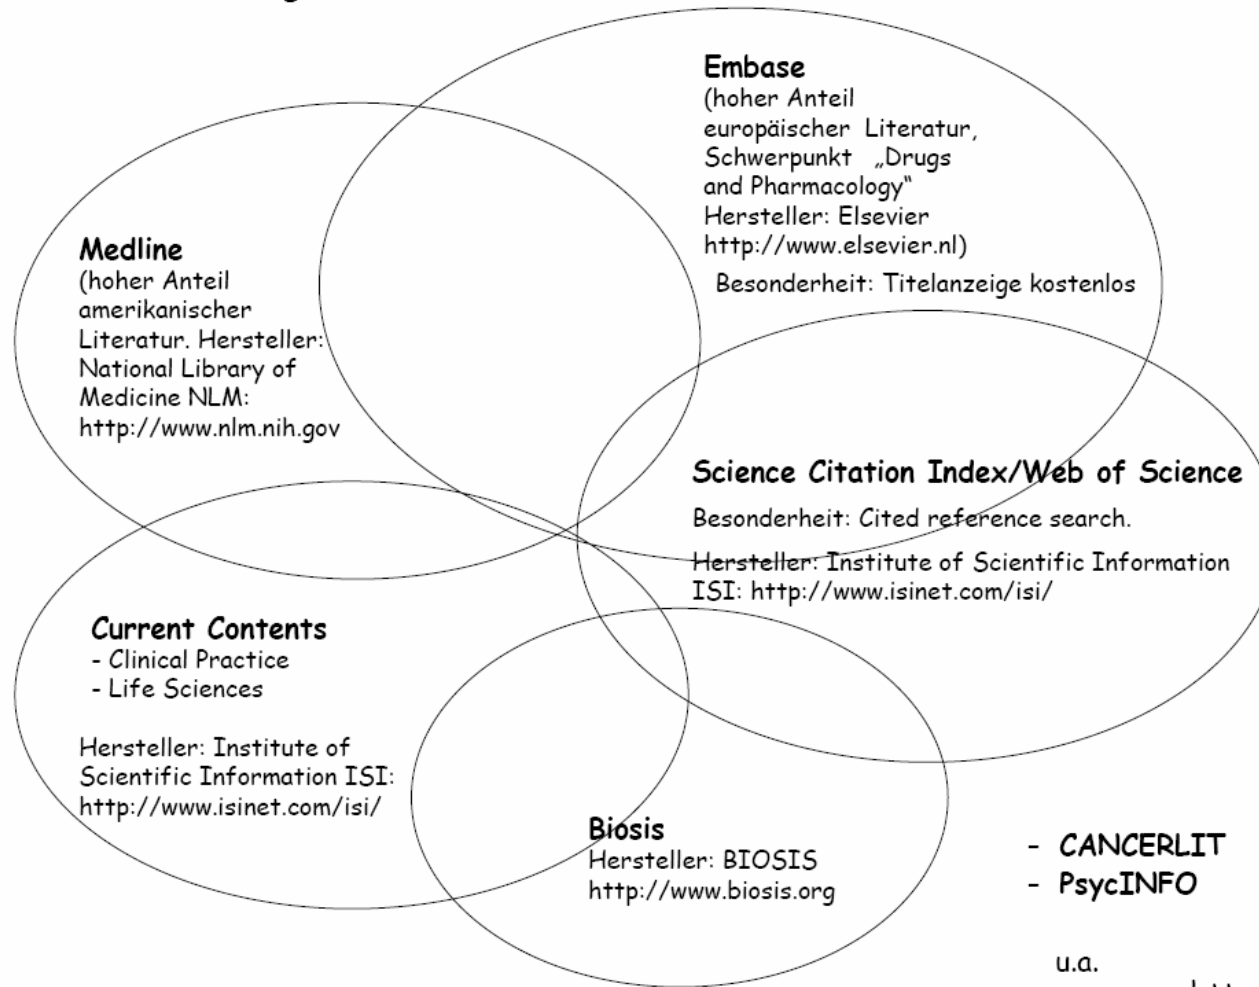 Embase
(hoher Anteil
europäischer Literatur,
Schwerpunkt „Drugs
and Pharmacology“
Hersteller: Elsevier
http://www.elsevier.nl)
Besonderheit: Titelanzeige kostenlos
Medline
(hoher Anteil
amerikanischer
Literatur. Hersteller:
National Library of
Medicine NLM:
http://www.nlm.nih.gov
Science Citation Index/Web of Science
Besonderheit: Cited reference search.
Hersteller: Institute of Scientific Information
ISI: http://www.isinet.com/isi/
Current Contents
- Clinical Practice
- Life Sciences
Hersteller: Institute of
Scientific Information ISI:
http://www.isinet.com/isi/
Biosis
Hersteller: BIOSIS
http://www.biosis.org
- CANCERLIT
- PsycINFO
u.a.